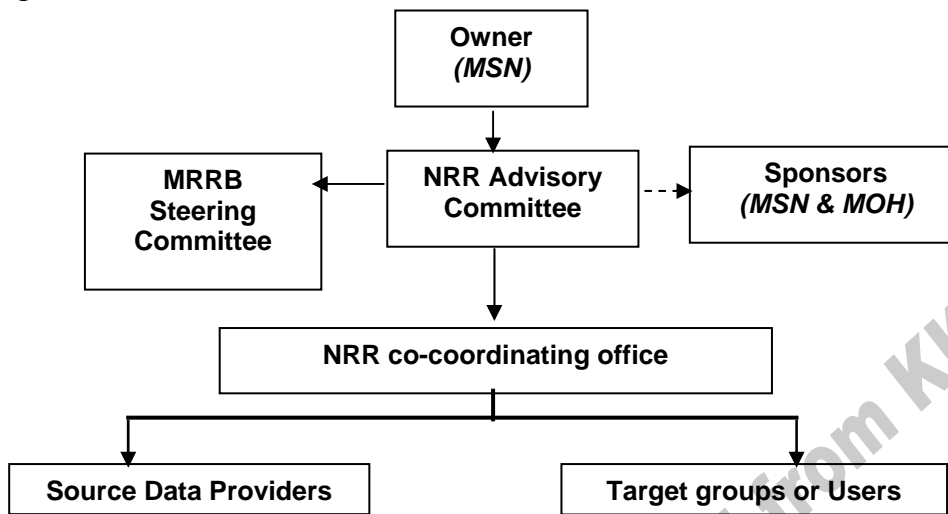 Owner
(MSN)
MRRB
Steering
Committee
NRR Advisory
Committee
Sponsors
(MSN & MOH)
NRR co-coordinating office
Source Data Providers
Target groups or Users
from